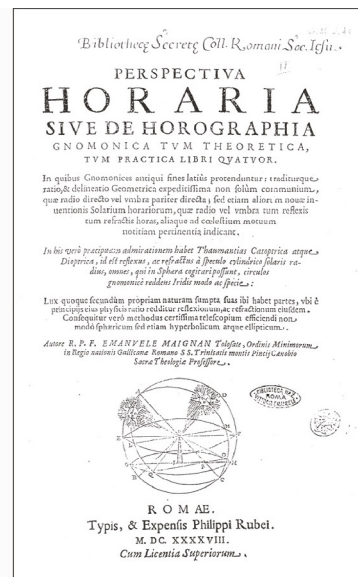 Bibliothecę Secretę Coll. Romani Soc. Iesu.
PERSPECTIVA
HORARIA
SIVE DE HOROGRAPHIA
GNOMONICA TVM THEORETICA,
TVM PRACTICA LIBRI QVATVOR.
In quibus Gnomonices antiqui fines latiùs protenduntur: traditurque
ratio, & delineatio Geometrica expeditissima non solùm communium,
quæ radio directo vel vmbra pariter directa; sed etiam aliorum nouæ in-
uentionis Solarium horariorum, quæ radio vel vmbra tum reflexis
tum refractis horas, aliaque ad cœlestium motuum
notitiam pertinentia indicant.
In his verò præcipuam admirationem habet Thaumantias Catoptrica atque
Dioptrica, id est reflexus, ac refractus à speculo cylindrico solaris ra-
dius, omnes, qui in Sphæra cogitari possunt, circulos
gnomonicè reddens Iridis modo ac specie:
Lux quoque secundùm propriam naturam sumpta suas ibi habet partes, vbi è
principijs eius physicis ratio redditur reflexionum, ac refractionum eiusdem.
Consequitur verò methodus certissima telescopium efficiendi non
modò sphæricum sed etiam hyperbolicum atque ellipticum.
Autore R. P. F. EMANVELE MAIGNAN Tolosate, Ordinis Minimorum
in Regio nationis Gallicanæ Romano SS. Trinitatis montis Pincij Cænobio
Sacræ Theologiæ Professore.
ROMAE.
Typis, & Expensis Philippi Rubei.
M. DC. XXXXVIII.
Cum Licentia Superiorum.